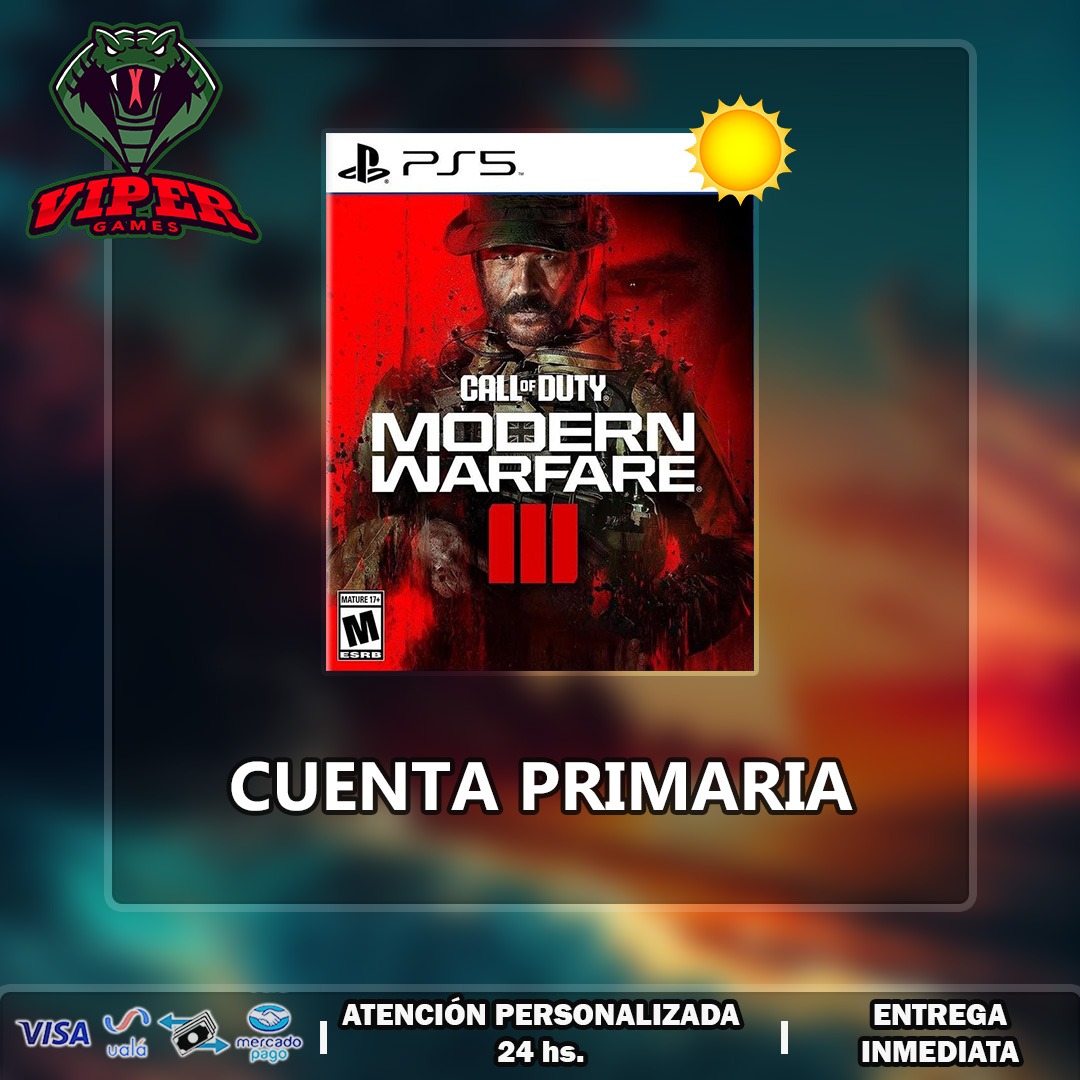 VIPER
GAMES
PS5
CALL OF DUTY
MODERN
WARFARE
III
MATURE 17+
M
ESRB
CUENTA PRIMARIA
VISA
ualá
mercado
pago
ATENCIÓN PERSONALIZADA
24 hs.
ENTREGA
INMEDIATA